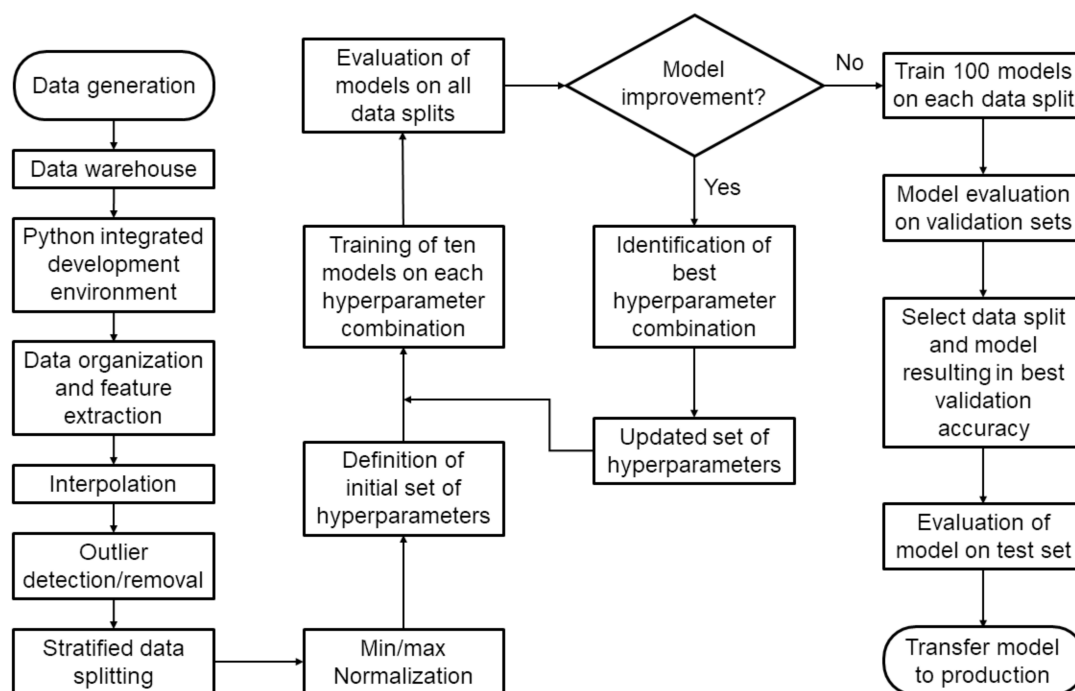 Data generation
Data warehouse
Python integrated
development
environment
Data organization
and feature
extraction
Interpolation
Outlier
detection/removal
Stratified data
splitting
Min/max
Normalization
Definition of
initial set of
hyperparameters
Training of ten
models on each
hyperparameter
combination
Evaluation of
models on all
data splits
Model
improvement?
Yes
Identification of
best
hyperparameter
combination
Updated set of
hyperparameters
No
Train 100 models
on each data split
Model evaluation
on validation sets
Select data split
and model
resulting in best
validation
accuracy
Evaluation of
model on test set
Transfer model
to production